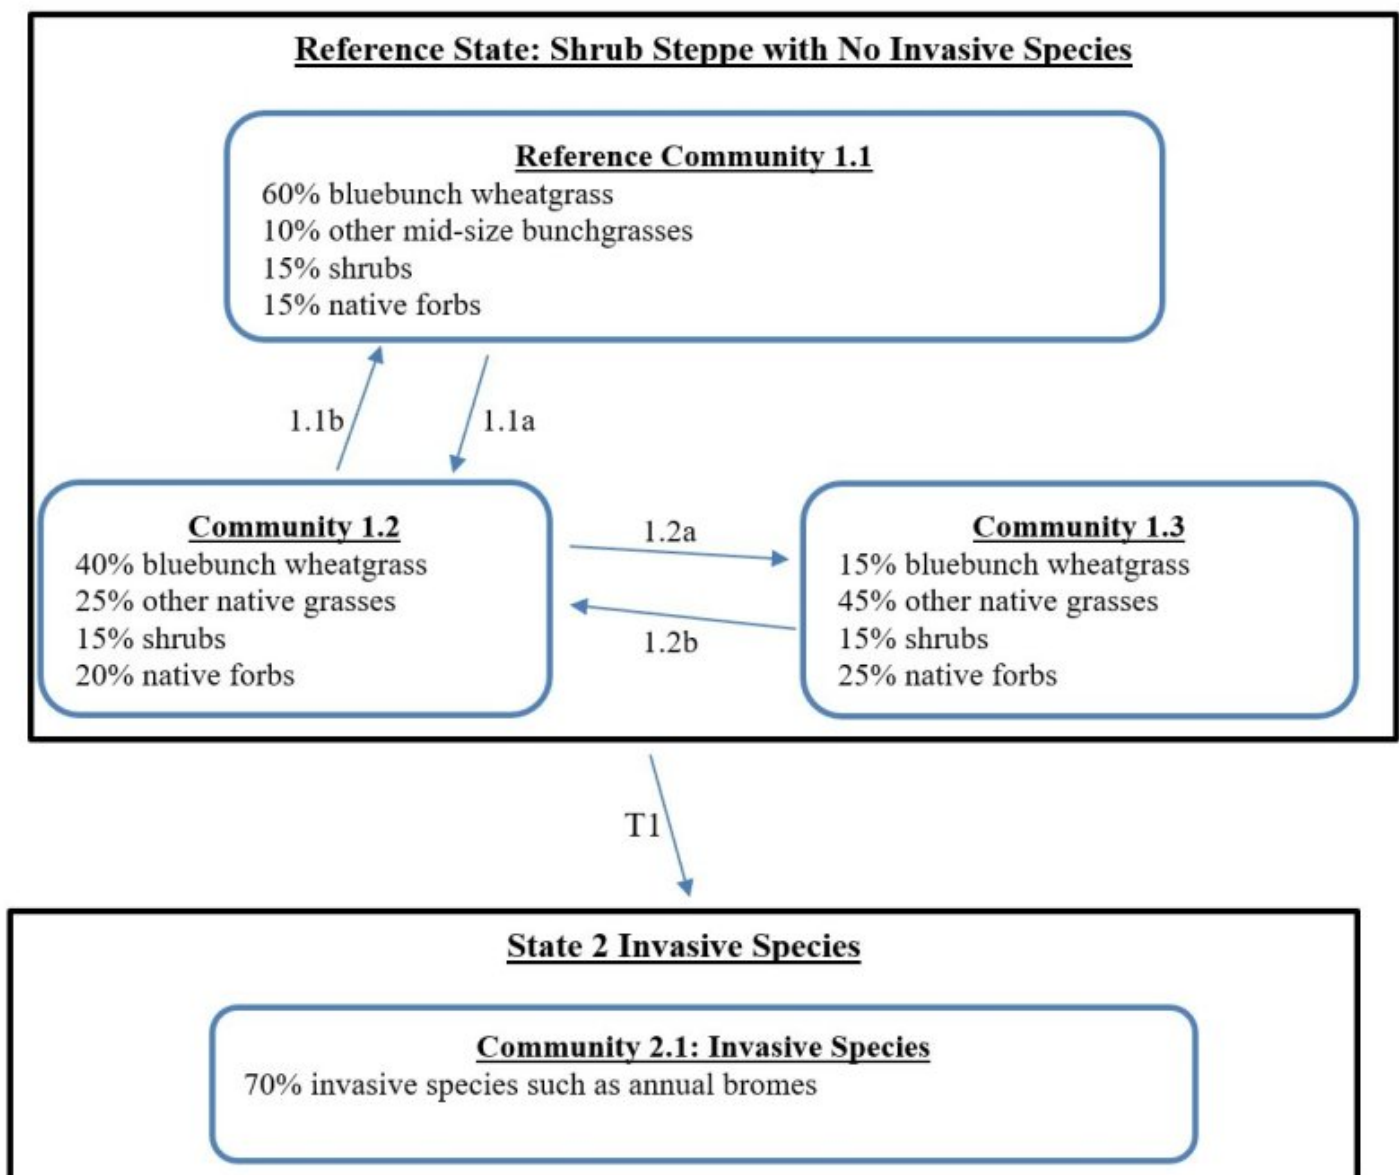 Reference State: Shrub Steppe with No Invasive Species
Reference Community 1.1
60% bluebunch wheatgrass
10% other mid-size bunchgrasses
15% shrubs
15% native forbs
1.1b
1.1a
Community 1.2
40% bluebunch wheatgrass
25% other native grasses
15% shrubs
20% native forbs
1.2a
1.2b
Community 1.3
15% bluebunch wheatgrass
45% other native grasses
15% shrubs
25% native forbs
T1
State 2 Invasive Species
Community 2.1: Invasive Species
70% invasive species such as annual bromes